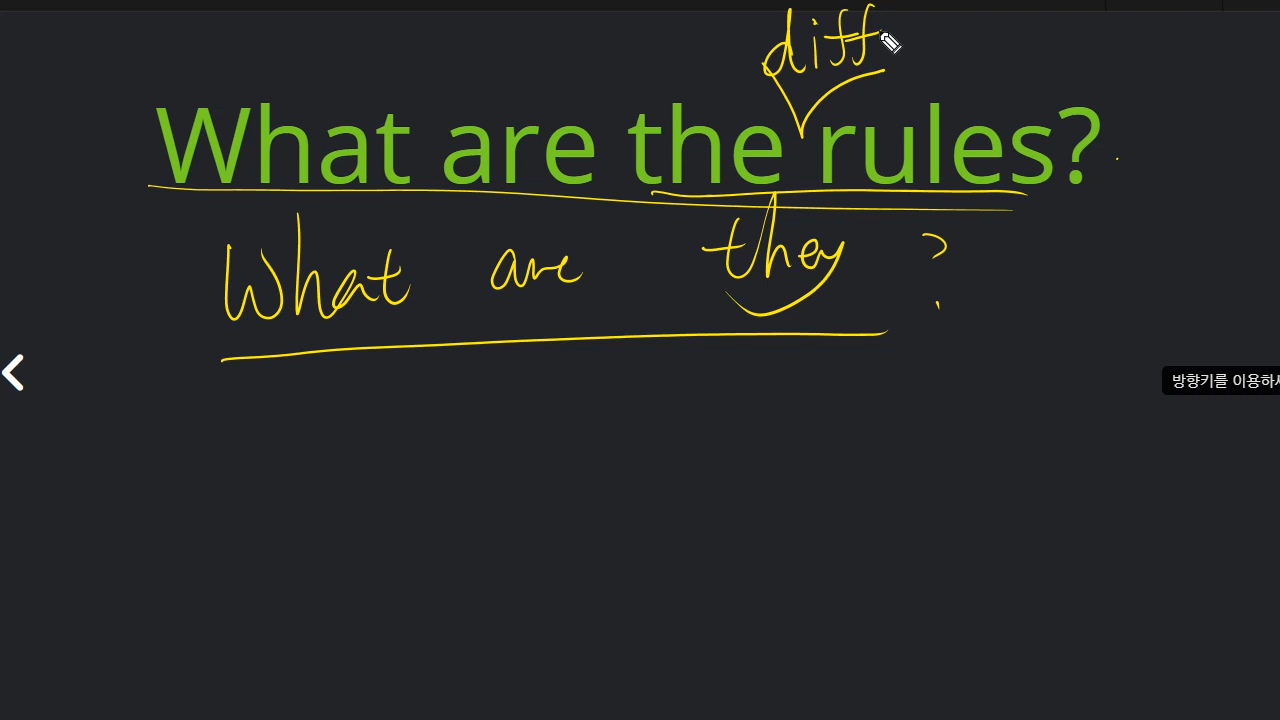 diff
What are the rules?
What are they ?
방향키를 이용하